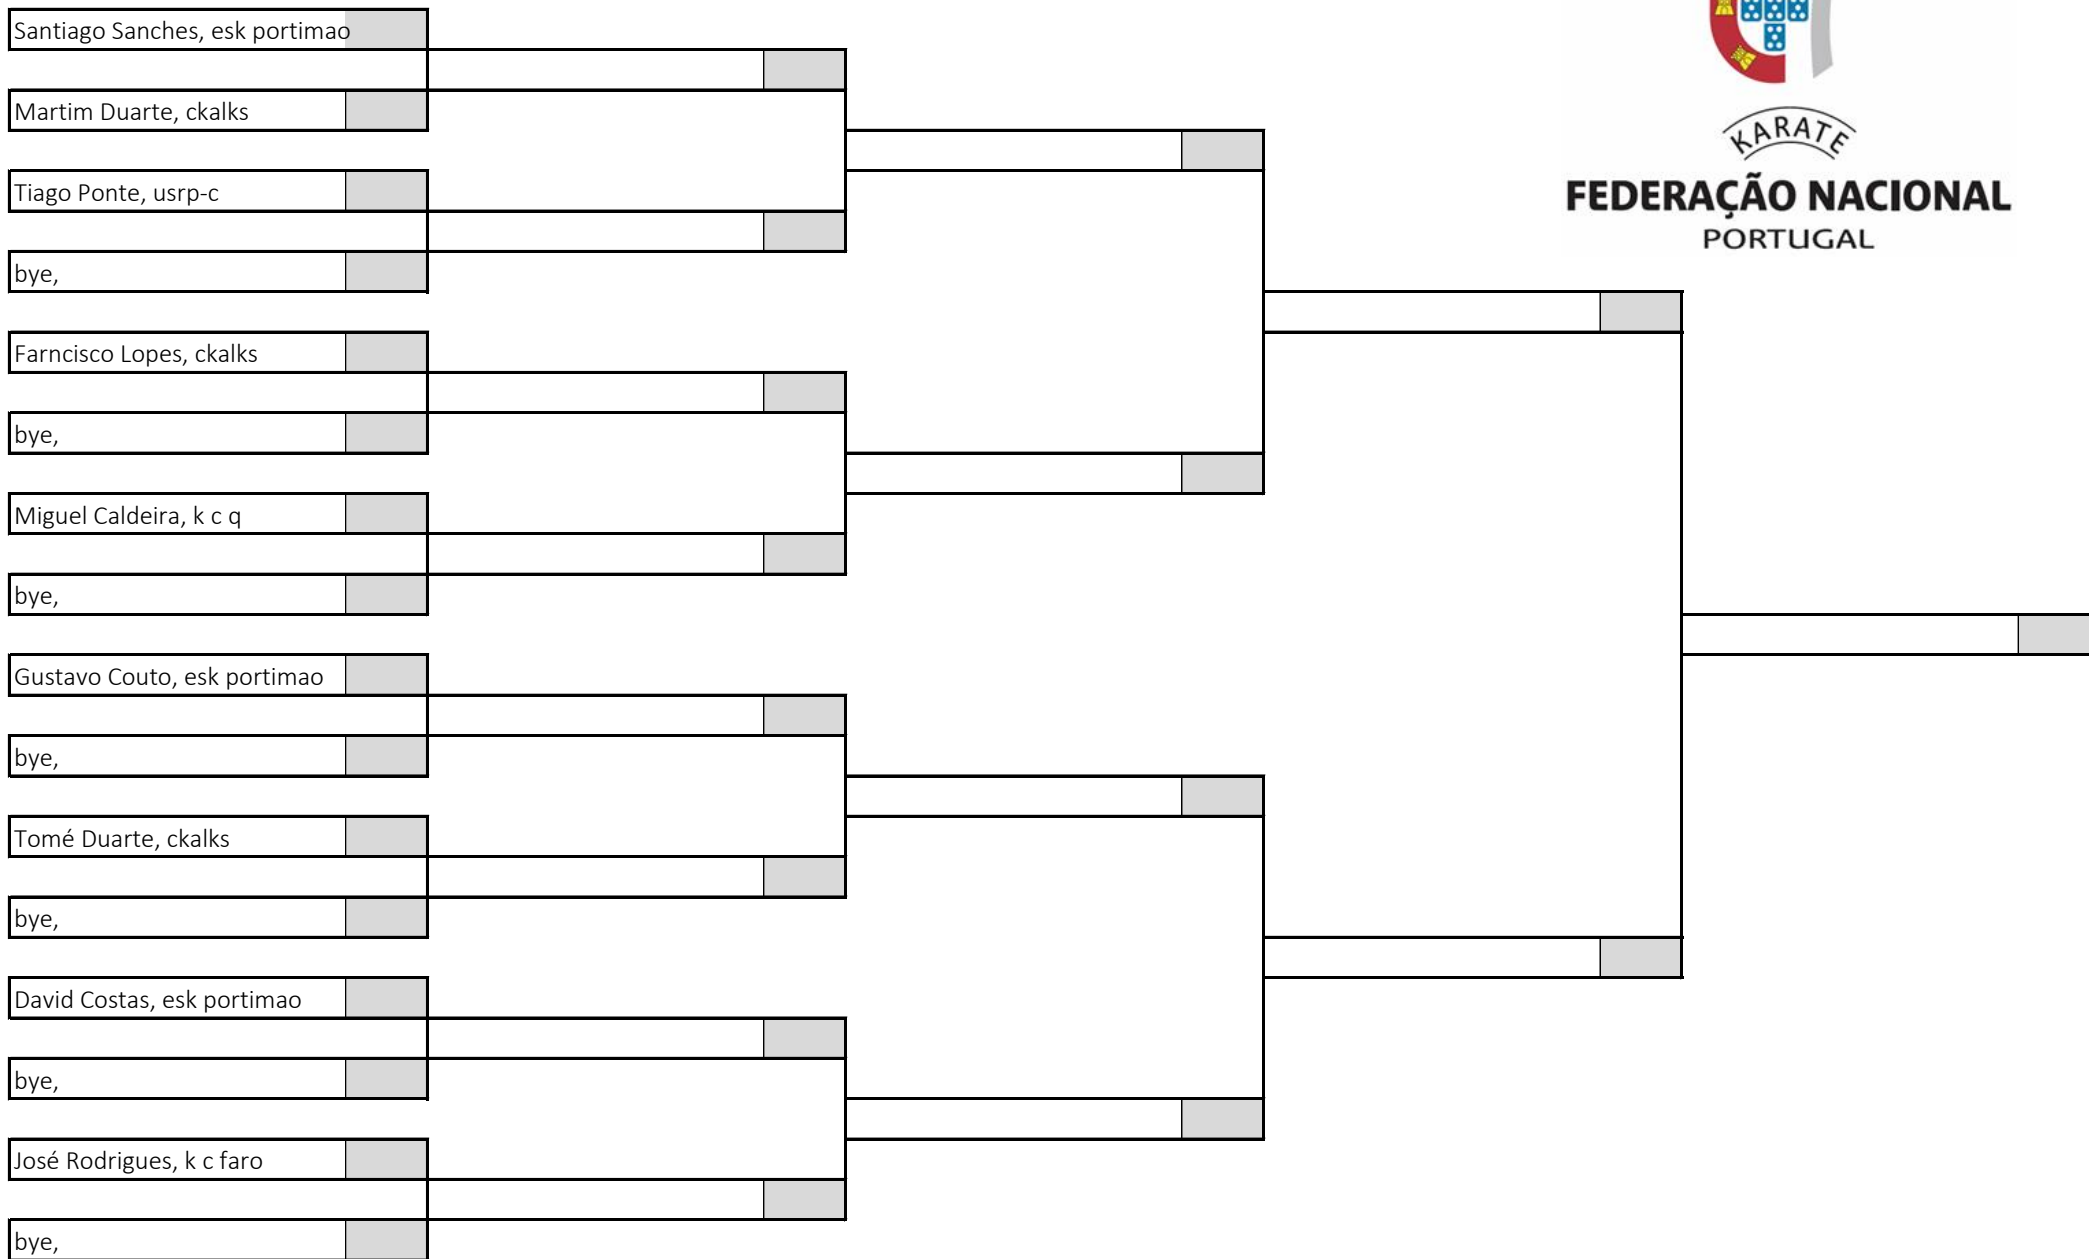 Santiago Sanches, esk portimao
Martim Duarte, ckalks
KARATE
Tiago Ponte, usrp-c
FEDERAÇÃO NACIONAL
PORTUGAL
bye,
Farncisco Lopes, ckalks
bye,
Miguel Caldeira, k c q
bye,
Gustavo Couto, esk portimao
bye,
Tomé Duarte, ckalks
bye,
David Costas, esk portimao
bye,
José Rodrigues, k c faro
bye,